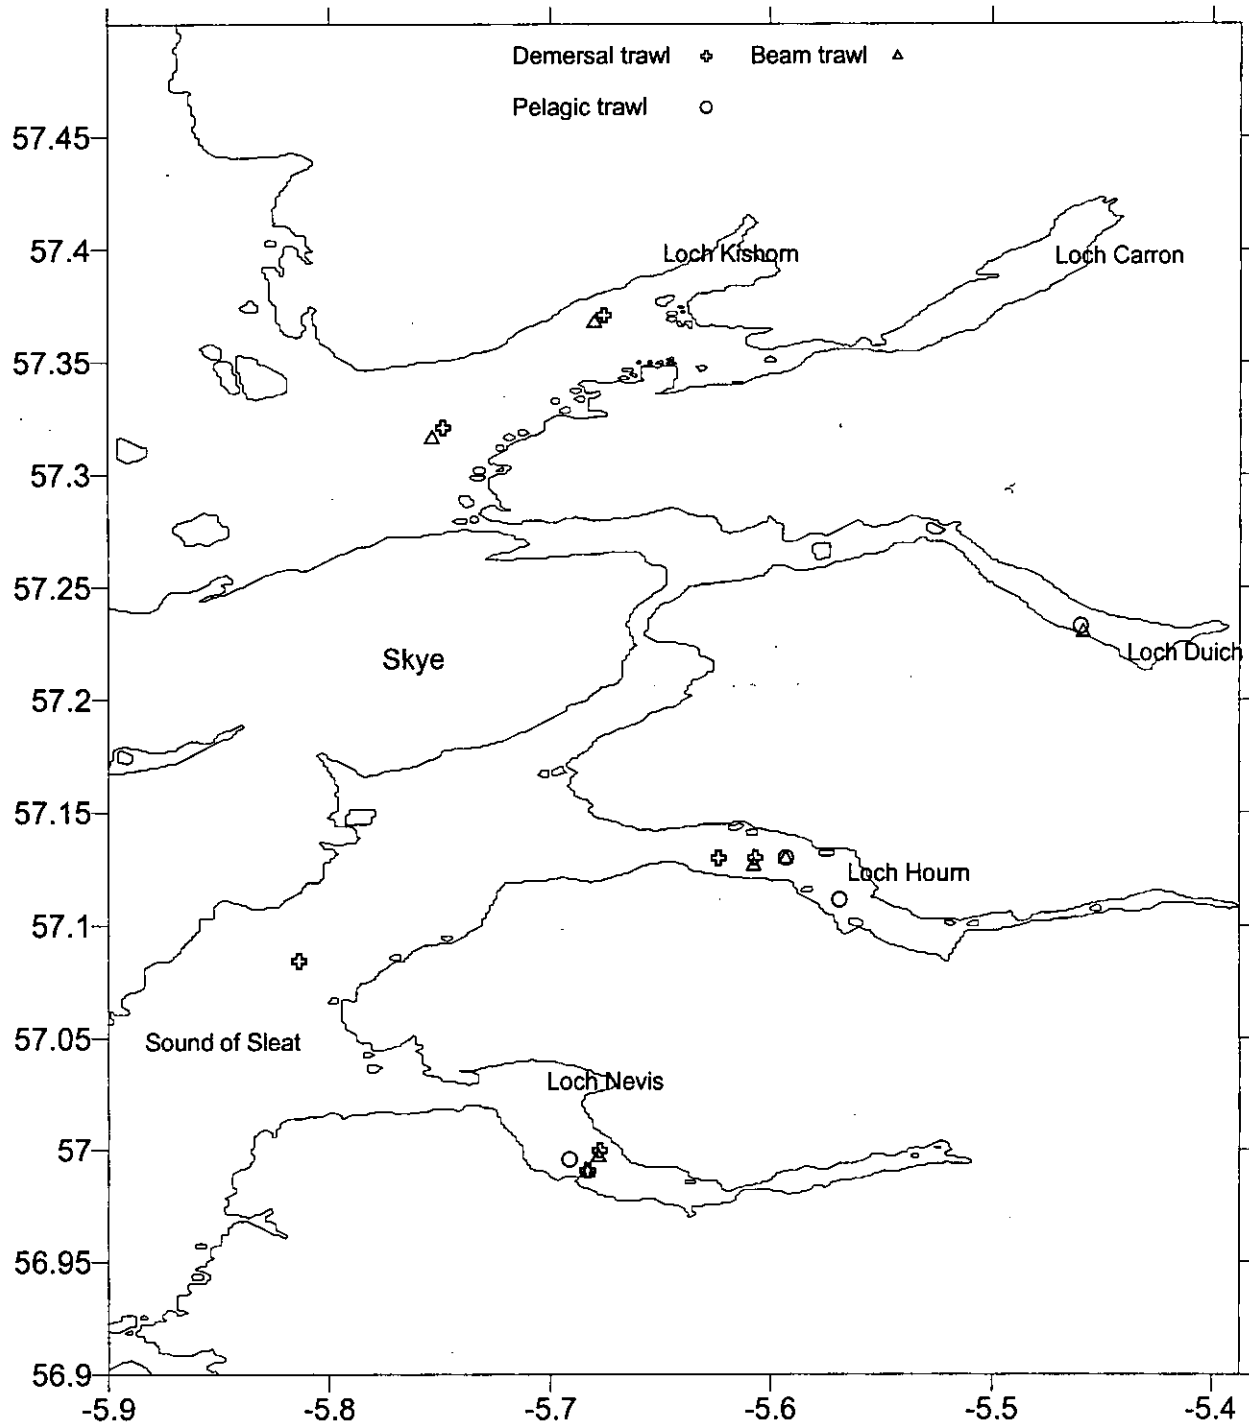 Demersal trawl Beam trawl
Pelagic trawl
57.45
57.4
Loch Kishorn
Loch Carron
57.35
57.3
57.25
Skye
Loch Duich
57.2
57.15
Loch Hourn
57.1
Sound of Sleat
57.05
Loch Nevis
57
56.95
56.9
-5.9 -5.8 -5.7 -5.6 -5.5 -5.4